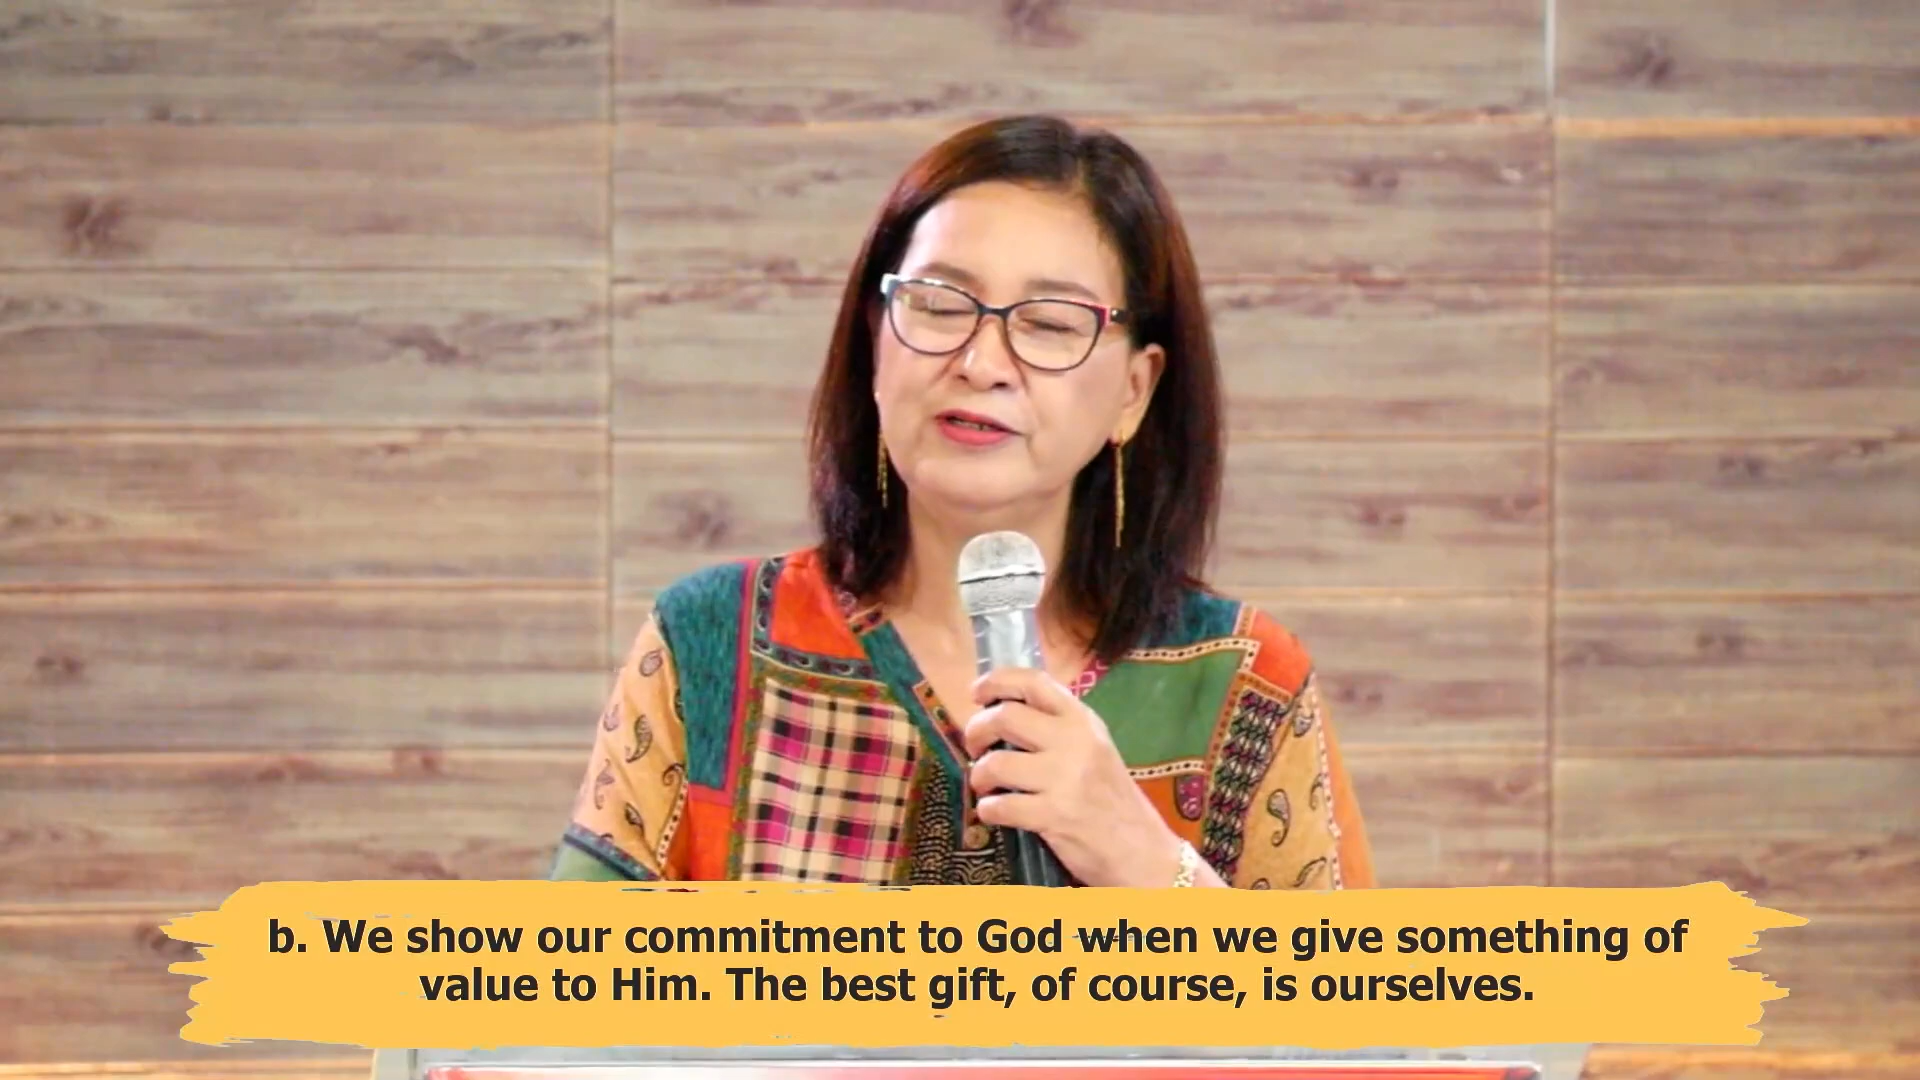 b. We show our commitment to God when we give something of
value to Him. The best gift, of course, is ourselves.